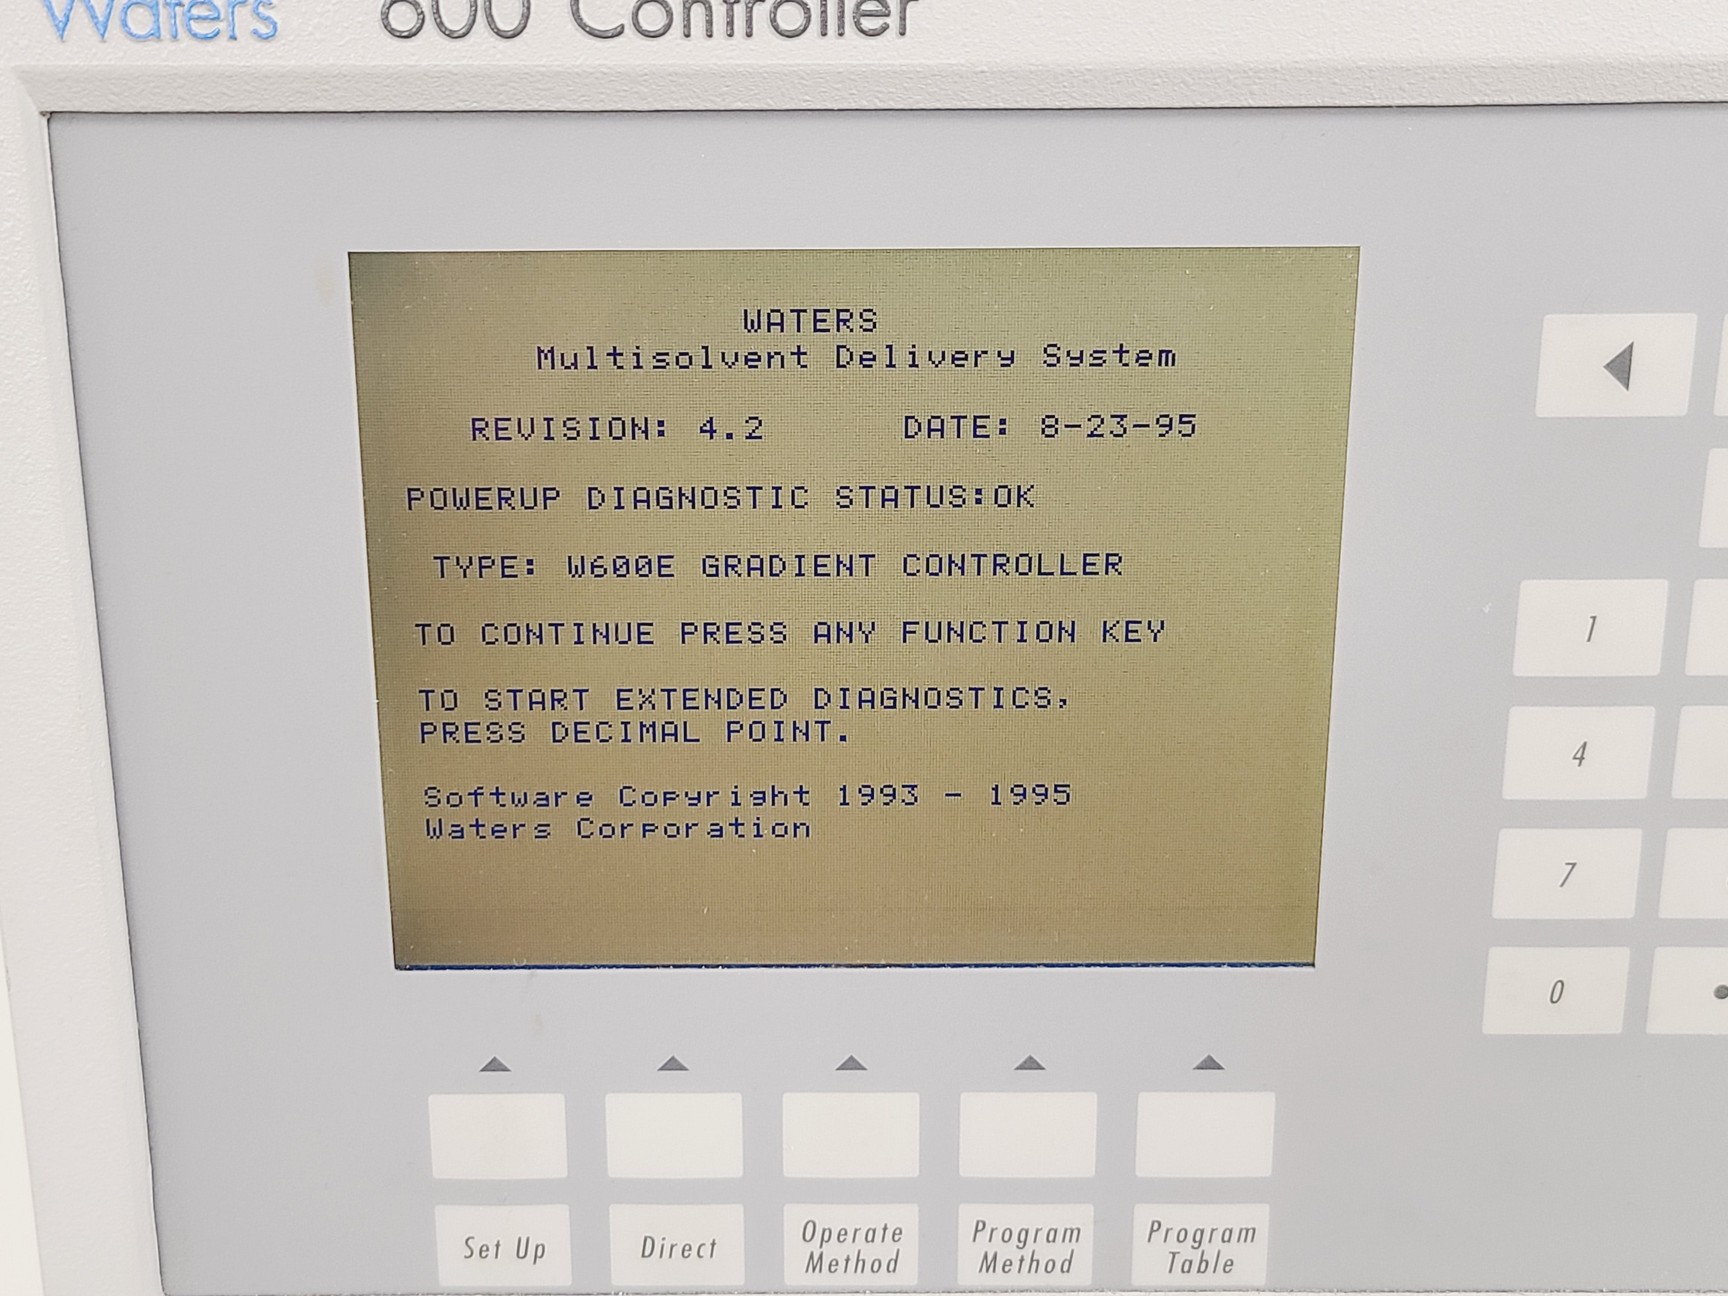 Waters 600 Controller
WATERS
Multisolvent Delivery System
REVISION: 4.2 DATE: 8-23-95
POWERUP DIAGNOSTIC STATUS:OK
TYPE: W600E GRADIENT CONTROLLER
TO CONTINUE PRESS ANY FUNCTION KEY
TO START EXTENDED DIAGNOSTICS,
PRESS DECIMAL POINT.
Software Copyright 1993 - 1995
Waters Corporation
1
4
7
0 .
Set Up
Direct
Operate
Method
Program
Method
Program
Table